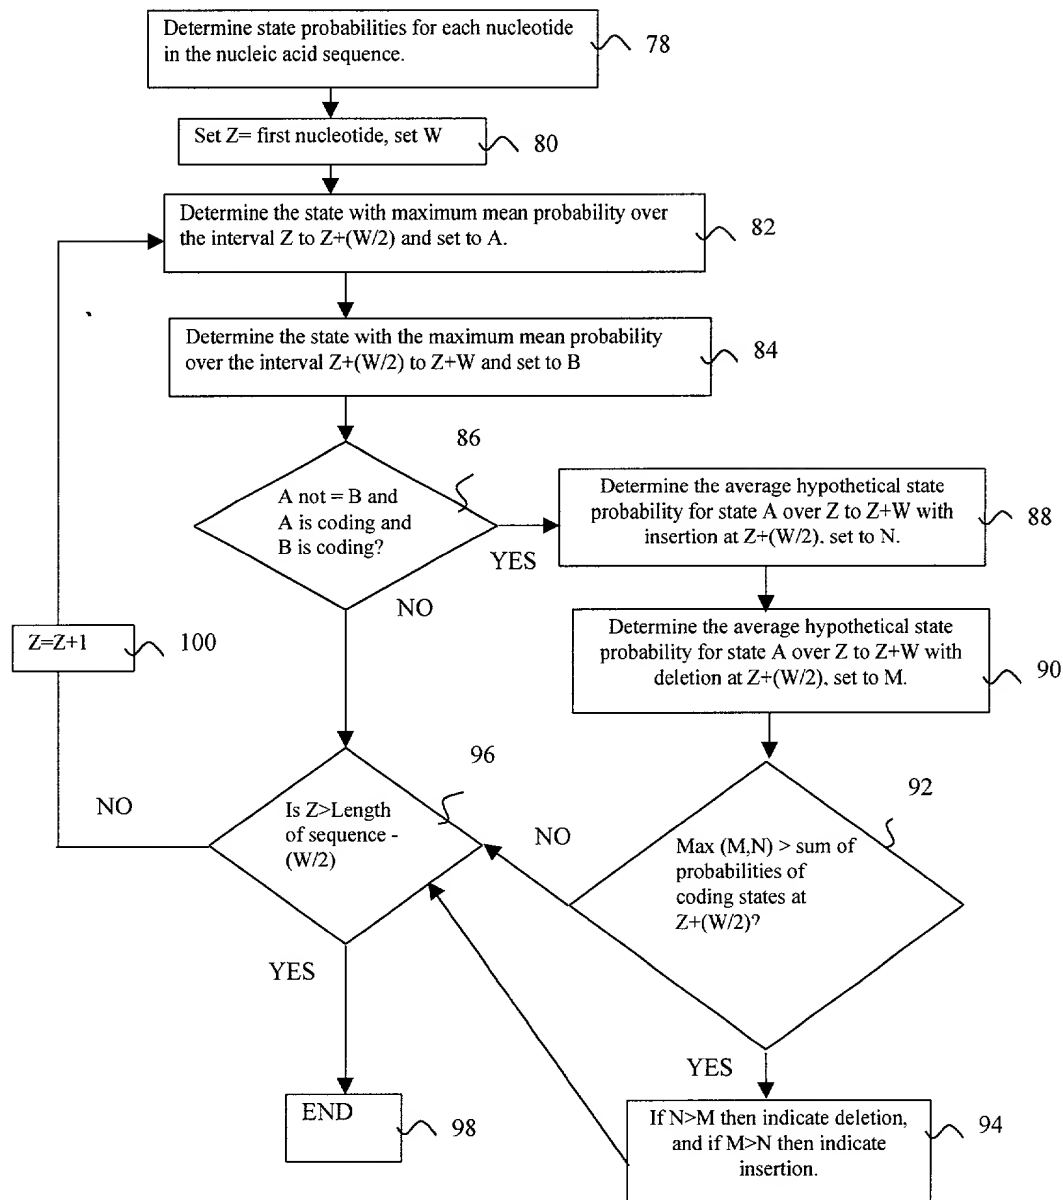 Determine state probabilities for each nucleotide
in the nucleic acid sequence.
78
Set Z= first nucleotide, set W
80
Determine the state with maximum mean probability over
the interval Z to Z+(W/2) and set to A.
82
Determine the state with the maximum mean probability
over the interval Z+(W/2) to Z+W and set to B
84
86
A not = B and
A is coding and
B is coding?
YES
NO
Determine the average hypothetical state
probability for state A over Z to Z+W with
insertion at Z+(W/2), set to N.
88
Determine the average hypothetical state
probability for state A over Z to Z+W with
deletion at Z+(W/2), set to M.
90
Z=Z+1
100
92
Max (M,N) > sum of
probabilities of
coding states at
Z+(W/2)?
NO
YES
96
Is Z>Length
of sequence -
(W/2)
NO
YES
END
98
If N>M then indicate deletion,
and if M>N then indicate
insertion.
94